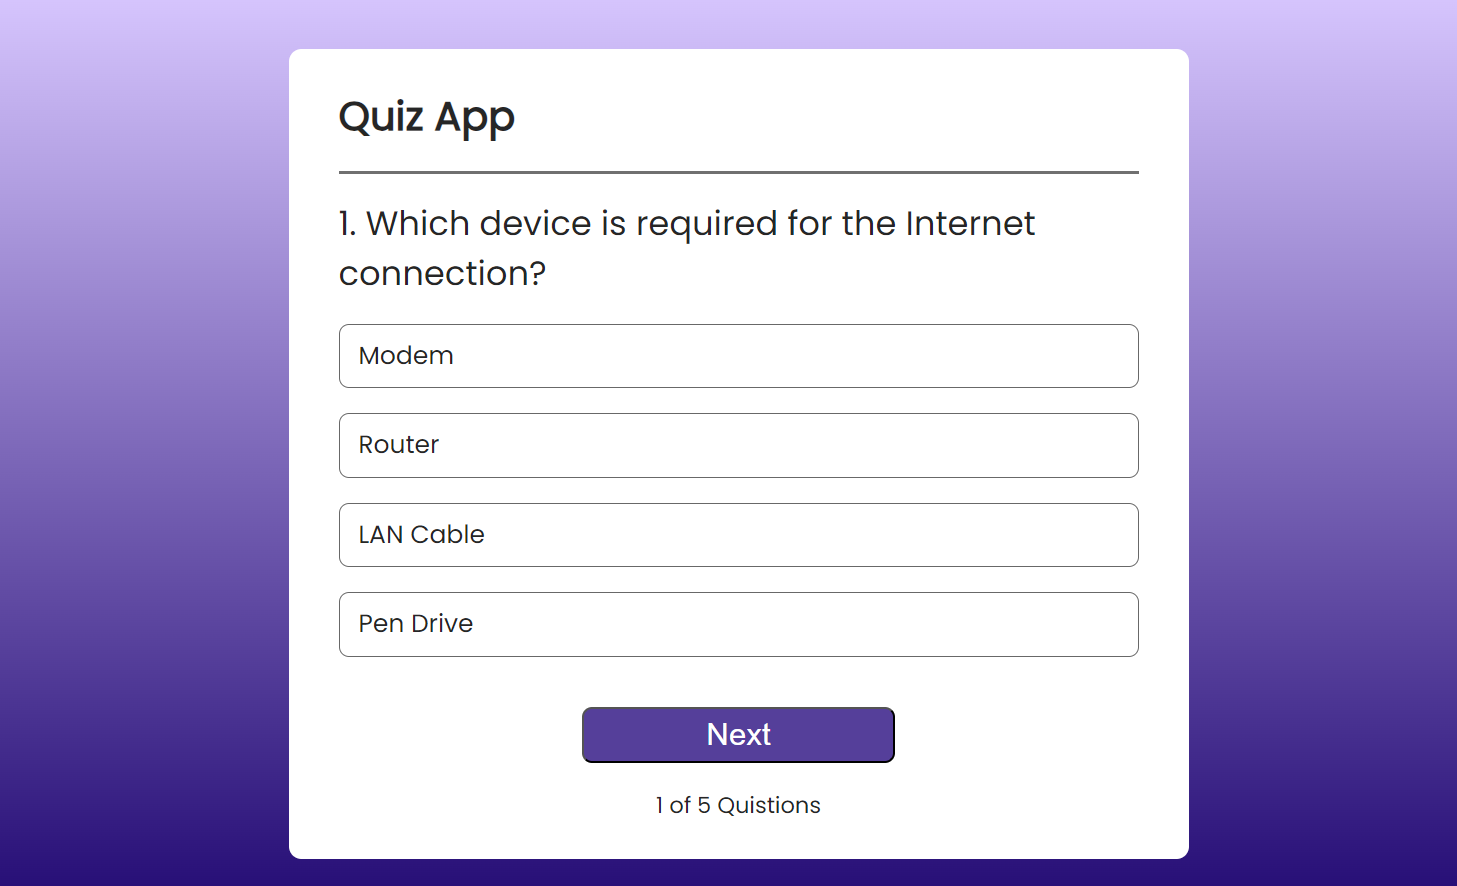 Quiz App
1. Which device is required for the Internet
connection?
Modem
Router
LAN Cable
Pen Drive
Next
1 of 5 Quistions